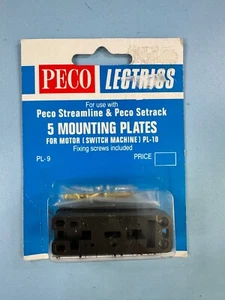 PECO LECTRICS
For use with
Peco Streamline & Peco Setrack
5 MOUNTING PLATES
FOR MOTOR (SWITCH MACHINE) PL-10
Fixing screws included
PL-9 PRICE